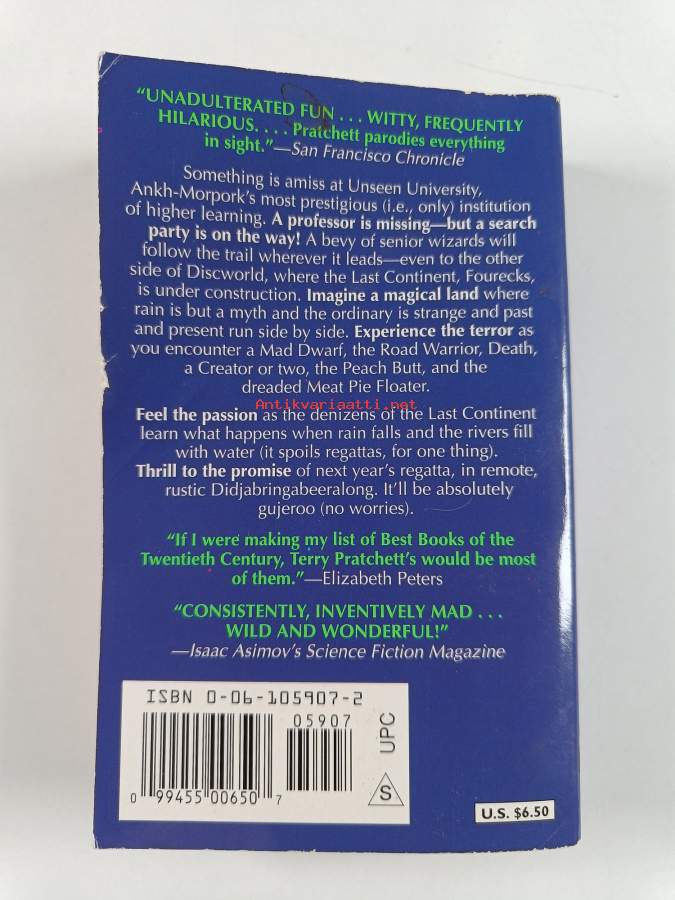 "UNADULTERATED FUN . . . WITTY, FREQUENTLY
HILARIOUS. . . . Pratchett parodies everything
in sight."—San Francisco Chronicle
Something is amiss at Unseen University,
Ankh-Morpork's most prestigious (i.e., only) institution
of higher learning. A professor is missing—but a search
party is on the way! A bevy of senior wizards will
follow the trail wherever it leads—even to the other
side of Discworld, where the Last Continent, Fourecks,
is under construction. Imagine a magical land where
rain is but a myth and the ordinary is strange and past
and present run side by side. Experience the terror as
you encounter a Mad Dwarf, the Road Warrior, Death,
a Creator or two, the Peach Butt, and the
dreaded Meat Pie Floater.
Antikvariaatti.net
Feel the passion as the denizens of the Last Continent
learn what happens when rain falls and the rivers fill
with water (it spoils regattas, for one thing).
Thrill to the promise of next year's regatta, in remote,
rustic Didjabringabeeralong. It'll be absolutely
gujeroo (no worries).
"If I were making my list of Best Books of the
Twentieth Century, Terry Pratchett's would be most
of them."—Elizabeth Peters
"CONSISTENTLY, INVENTIVELY MAD . . .
WILD AND WONDERFUL!"
—Isaac Asimov's Science Fiction Magazine
ISBN 0-06-105907-2
05907
UPC
S
0 99455 00650 7
U.S. $6.50